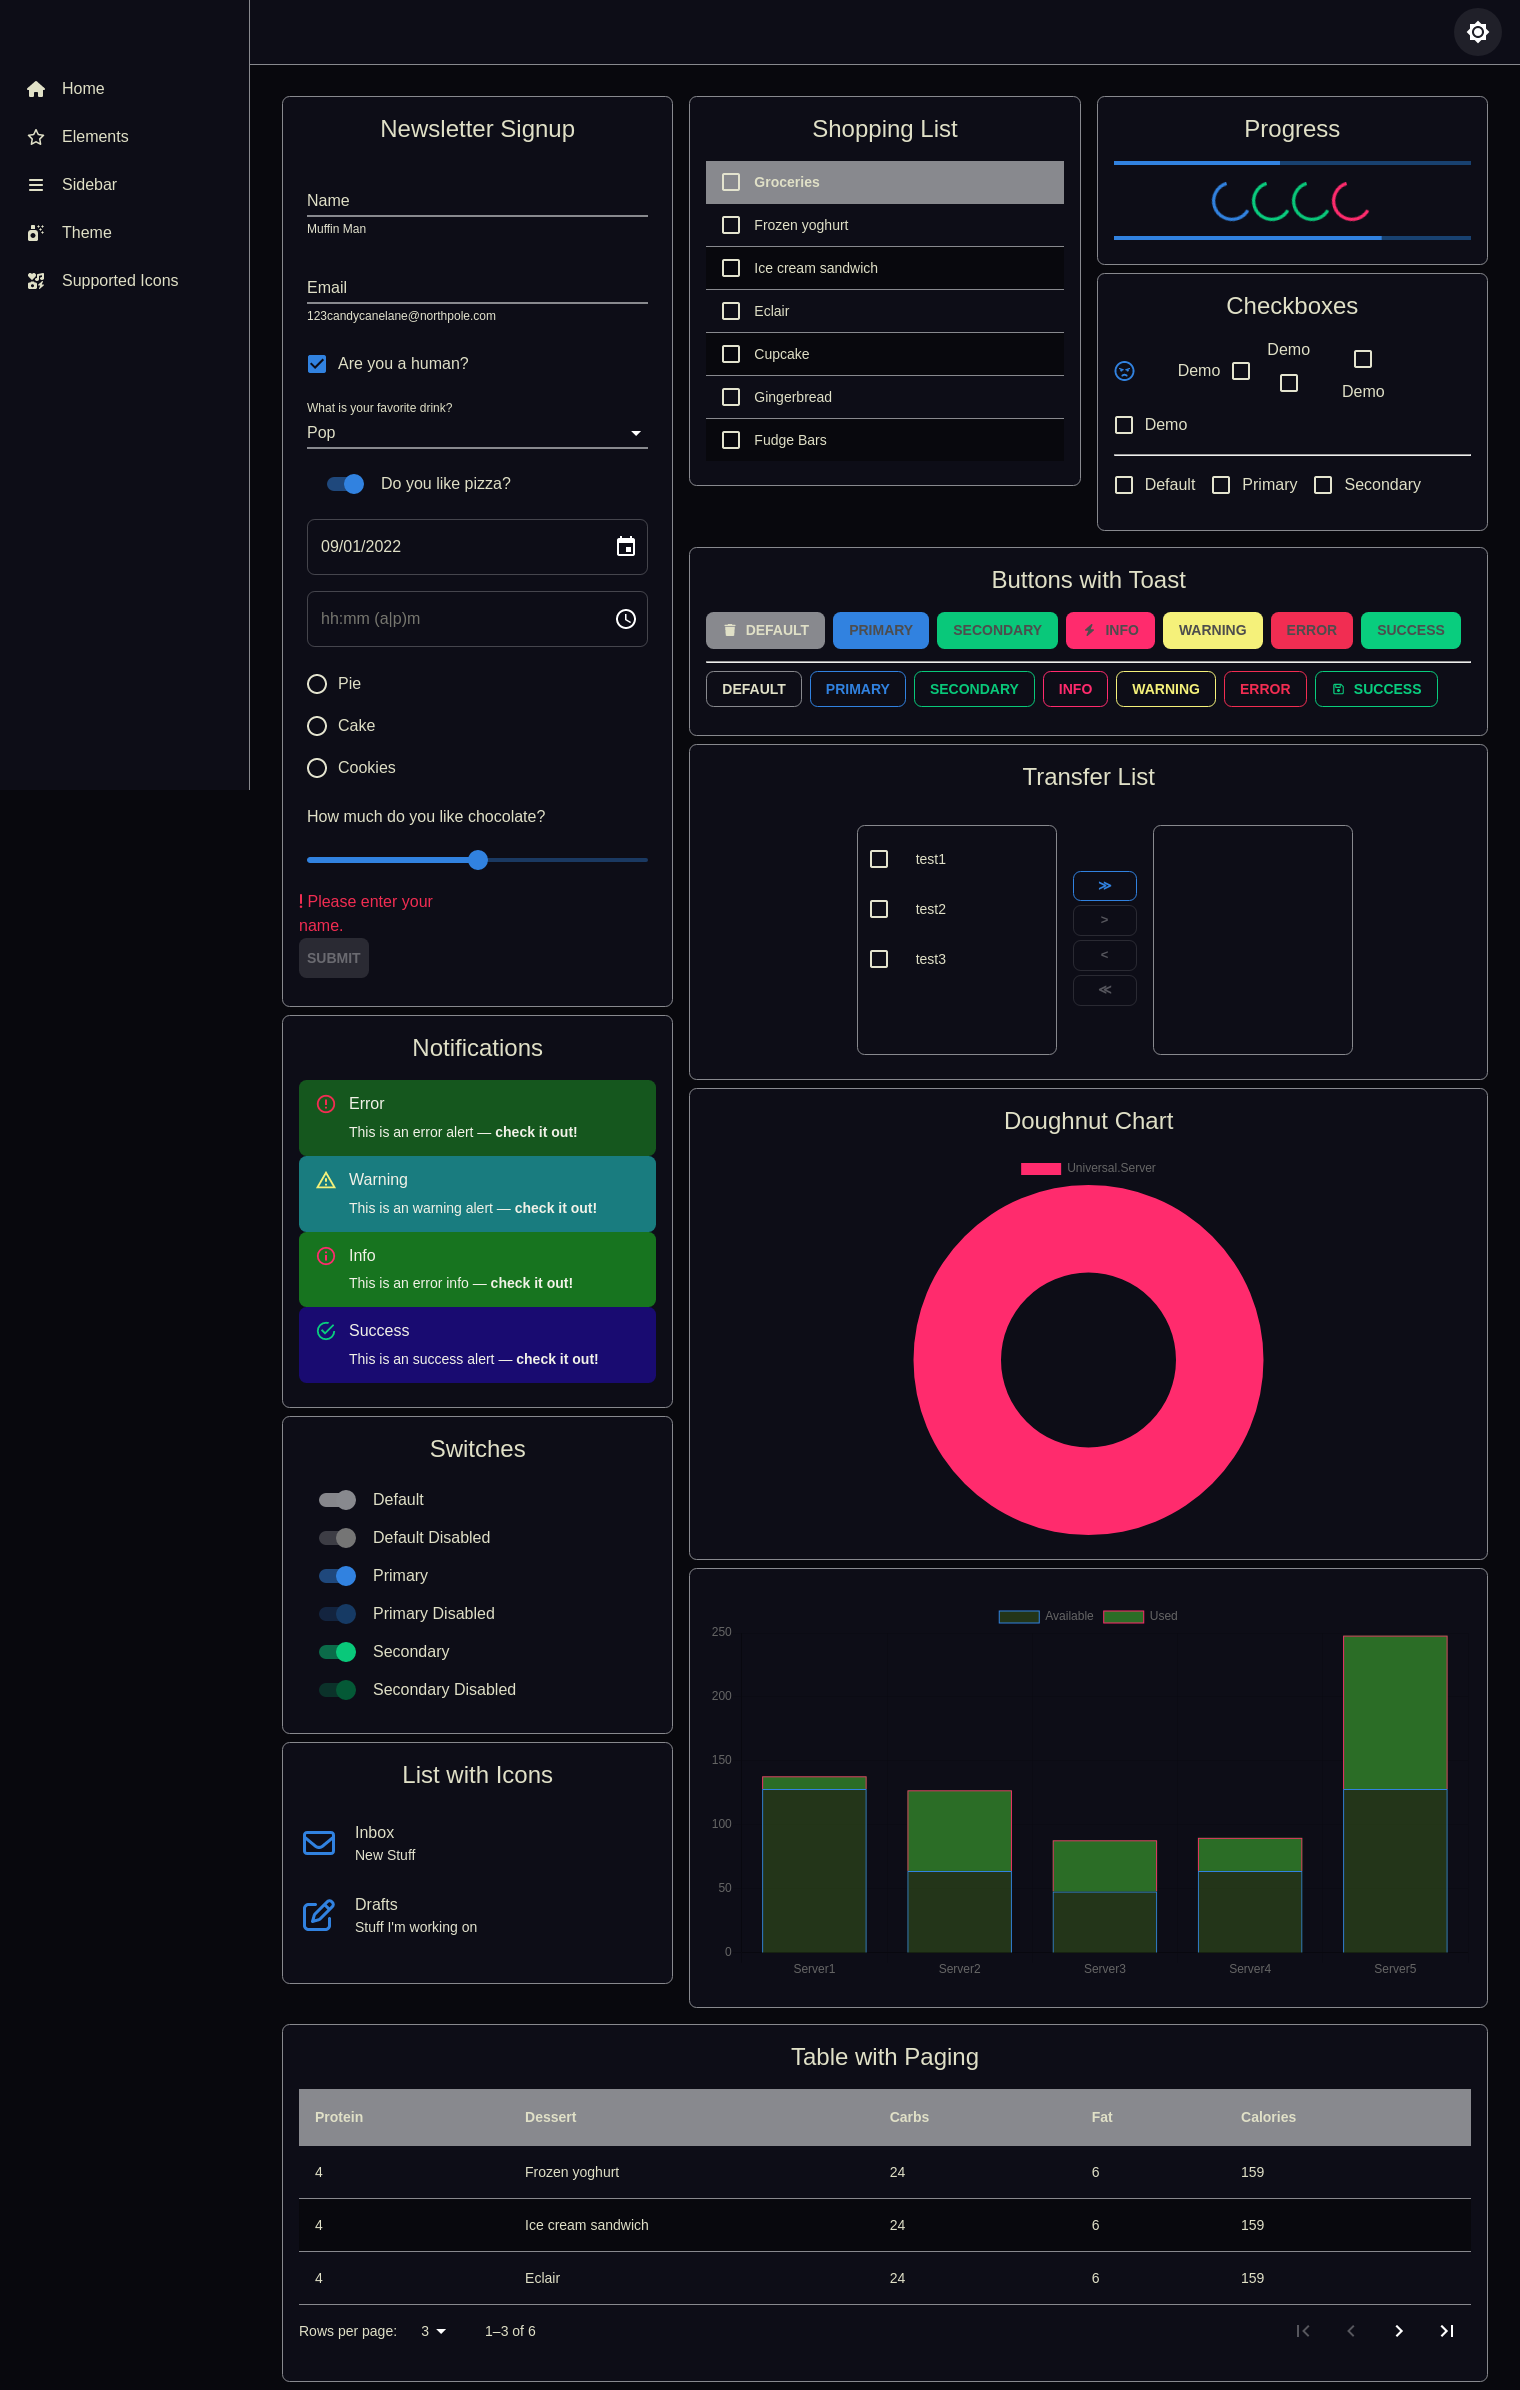 Home
Elements
Sidebar
Theme
Supported Icons
Newsletter Signup
Name
Muffin Man
Email
123candycanelane@northpole.com
Are you a human?
What is your favorite drink?
Pop
Do you like pizza?
09/01/2022
hh:mm (a|p)m
Pie
Cake
Cookies
How much do you like chocolate?
! Please enter your
name.
SUBMIT
Notifications
Error
This is an error alert — check it out!
Warning
This is an warning alert — check it out!
Info
This is an error info — check it out!
Success
This is an success alert — check it out!
Switches
Default
Default Disabled
Primary
Primary Disabled
Secondary
Secondary Disabled
List with Icons
Inbox
New Stuff
Drafts
Stuff I'm working on
Shopping List
Groceries
Frozen yoghurt
Ice cream sandwich
Eclair
Cupcake
Gingerbread
Fudge Bars
Progress
Checkboxes
Demo
Demo
Demo
Demo
Default Primary Secondary
Buttons with Toast
DEFAULT PRIMARY SECONDARY INFO WARNING ERROR SUCCESS
DEFAULT PRIMARY SECONDARY INFO WARNING ERROR SUCCESS
Transfer List
test1
test2
test3
≫
>
<
≪
Doughnut Chart
Universal.Server
Available Used
250
200
150
100
50
0
Server1 Server2 Server3 Server4 Server5
Table with Paging
Protein Dessert Carbs Fat Calories
4 Frozen yoghurt 24 6 159
4 Ice cream sandwich 24 6 159
4 Eclair 24 6 159
Rows per page: 3 1–3 of 6